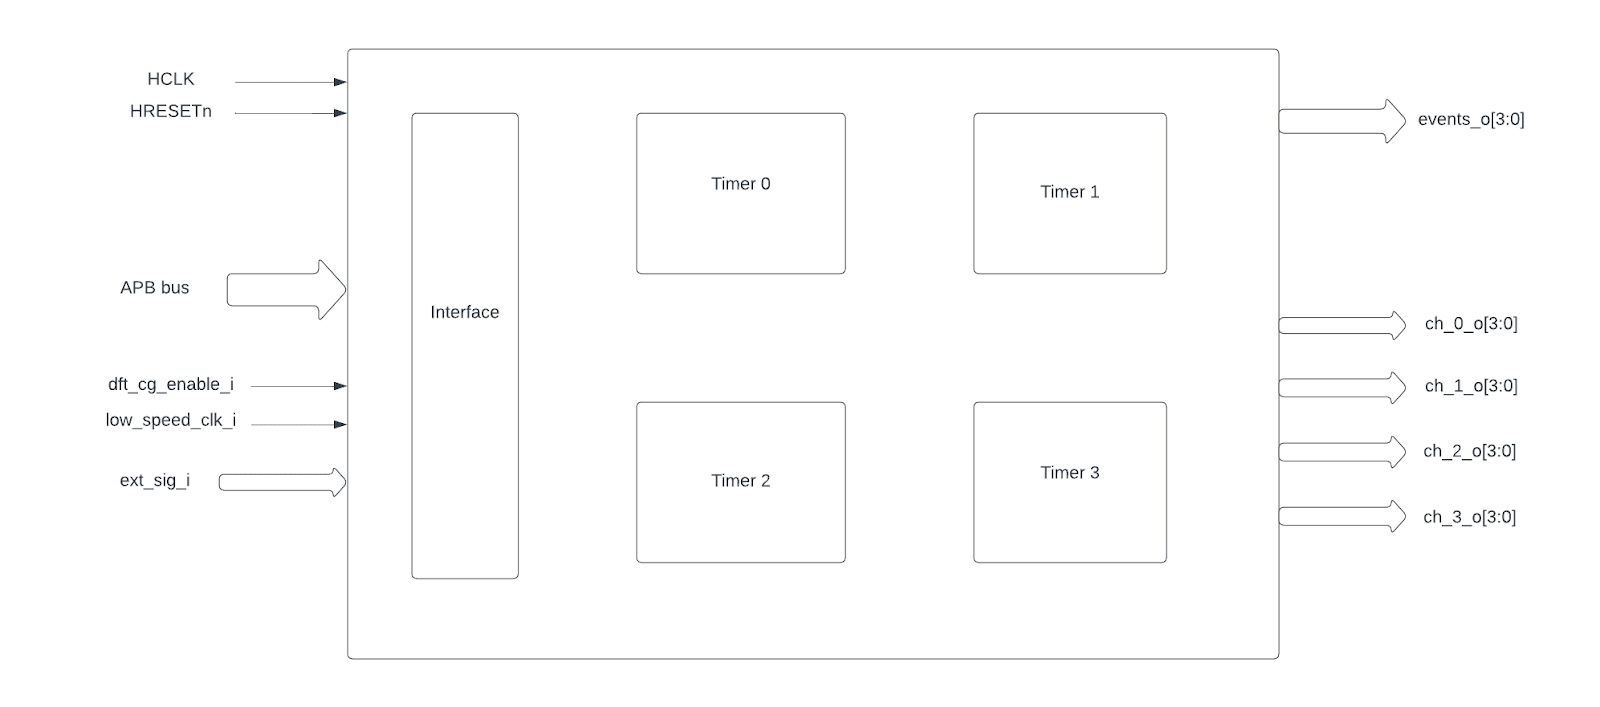 HCLK
HRESETn
APB bus
dft_cg_enable_i
low_speed_clk_i
ext_sig_i
Interface
Timer 0
Timer 1
Timer 2
Timer 3
events_o[3:0]
ch_0_o[3:0]
ch_1_o[3:0]
ch_2_o[3:0]
ch_3_o[3:0]